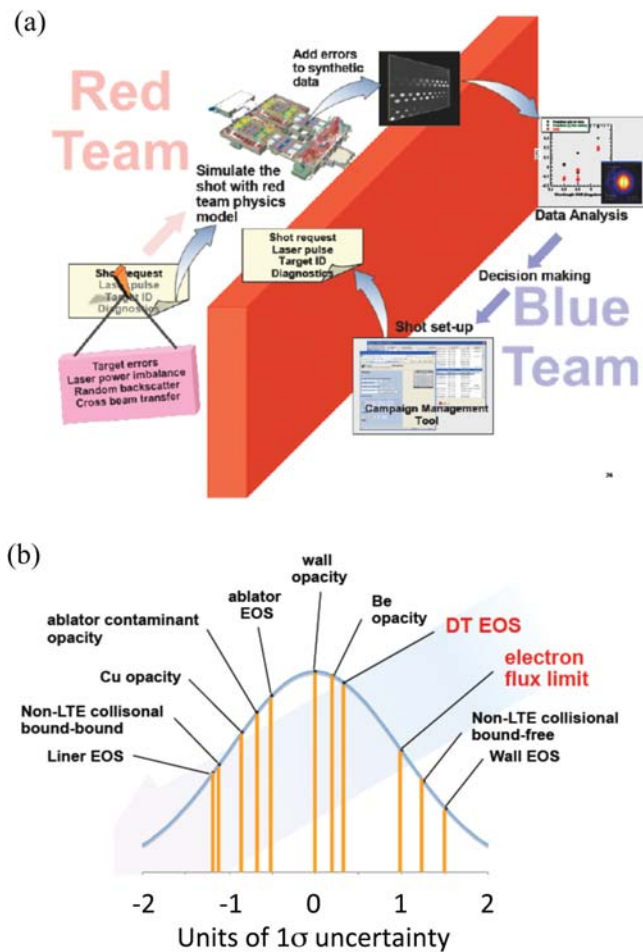 (a)
Red
Team
Add errors
to synthetic
data
Simulate the
shot with red
team physics
model
Shot request
Laser pulse
Target ID
Diagnostics
Shot request
Laser pulse
Target ID
Diagnostics
Target errors
Laser power imbalance
Random backscatter
Cross beam transfer
Data Analysis
Decision making
Blue
Team
Shot set-up
Campaign Management
Tool
(b)
wall
opacity
ablator
EOS
Be
opacity
ablator contaminant
opacity
DT EOS
Cu opacity
electron
flux limit
Non-LTE collisonal
bound-bound
Non-LTE collisional
bound-free
Liner EOS
Wall EOS
-2 -1 0 1 2
Units of 1σ uncertainty